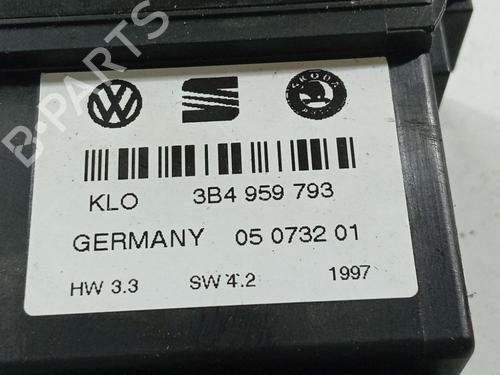 B-PARTS
SKODA
KLO 3B4 959 793
GERMANY 05 0732 01
HW 3.3 SW 4.2 1997